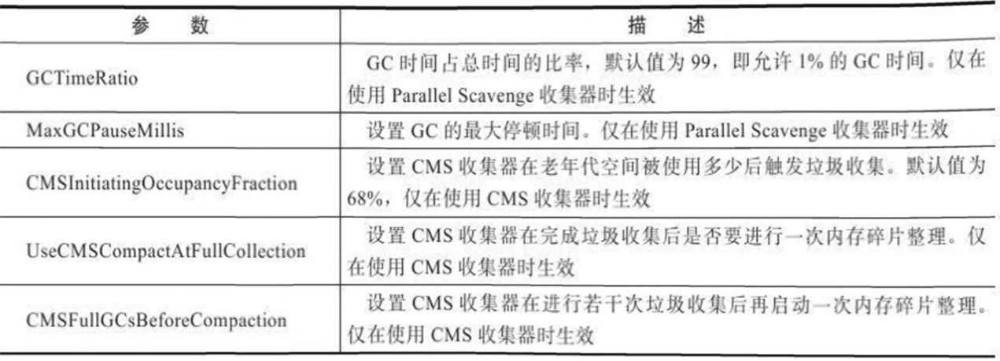 参 数 描 述
GCTimeRatio
GC 时间占总时间的比率，默认值为 99，即允许 1% 的 GC 时间。仅在
使用 Parallel Scavenge 收集器时生效
MaxGCPauseMillis
设置 GC 的最大停顿时间。仅在使用 Parallel Scavenge 收集器时生效
CMSInitiatingOccupancyFraction
设置 CMS 收集器在老年代空间被使用多少后触发垃圾收集。默认值为
68%，仅在使用 CMS 收集器时生效
UseCMSCompactAtFullCollection
设置 CMS 收集器在完成垃圾收集后是否要进行一次内存碎片整理。仅
在使用 CMS 收集器时生效
CMSFullGCsBeforeCompaction
设置 CMS 收集器在进行若干次垃圾收集后再启动一次内存碎片整理。
仅在使用 CMS 收集器时生效